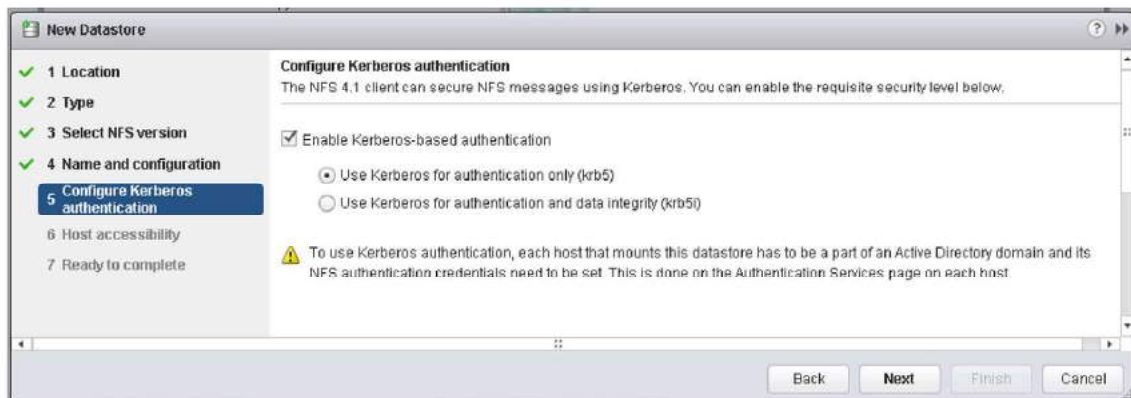 New Datastore
1 Location
2 Type
3 Select NFS version
4 Name and configuration
5 Configure Kerberos
authentication
6 Host accessibility
7 Ready to complete
Configure Kerberos authentication
The NFS 4.1 client can secure NFS messages using Kerberos. You can enable the requisite security level below.
Enable Kerberos-based authentication
Use Kerberos for authentication only (krb5)
Use Kerberos for authentication and data integrity (krb5i)
To use Kerberos authentication, each host that mounts this datastore has to be a part of an Active Directory domain and its
NFS authentication credentials need to be set. This is done on the Authentication Services page on each host
Back
Next
Finish
Cancel